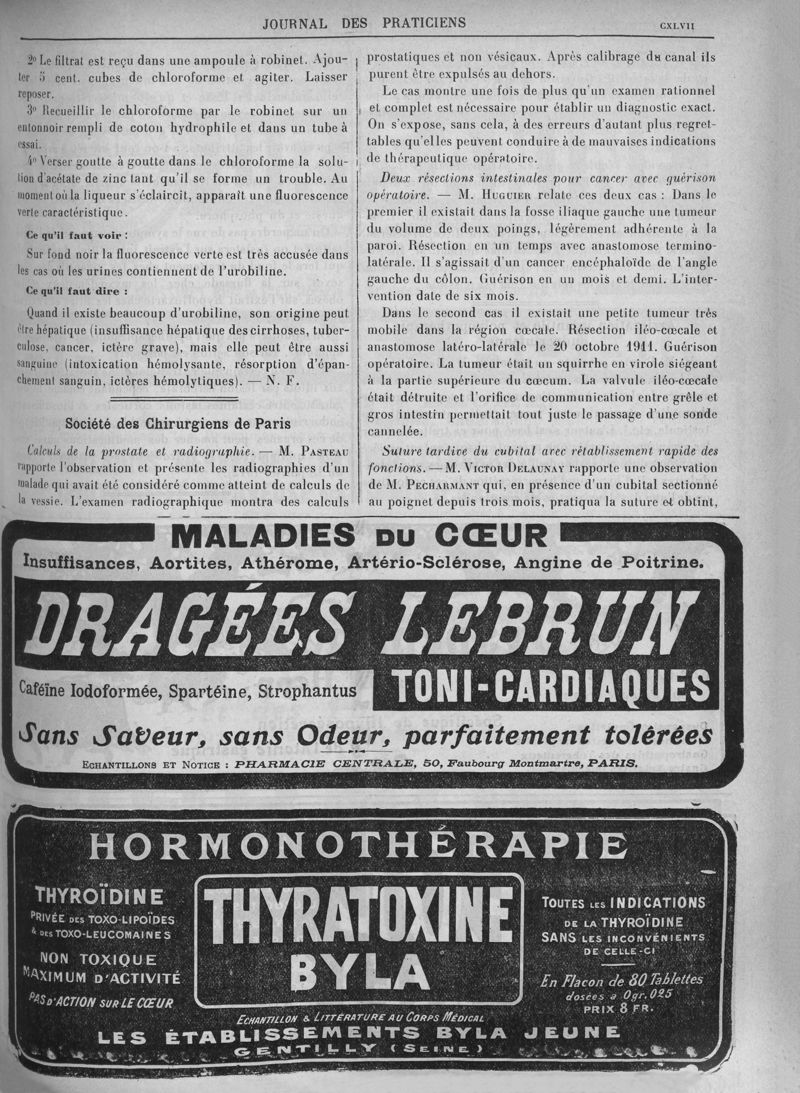 JOURNAL DES PRATICIENS
CXLVII
2º Le filtrat est reçu dans une ampoule à robinet. Ajou-
ter 5 cent. cubes de chloroforme et agiter. Laisser
reposer.
3º Recueillir le chloroforme par le robinet sur un
entonnoir rempli de coton hydrophile et dans un tube à
essai.
4º Verser goutte à goutte dans le chloroforme la solu-
tion d'acétate de zinc tant qu'il se forme un trouble. Au
moment où la liqueur s'éclaircit, apparaît une fluorescence
verte caractéristique.
Ce qu'il faut voir :
Sur fond noir la fluorescence verte est très accusée dans
les cas où les urines contiennent de l'urobiline.
Ce qu'il faut dire :
Quand il existe beaucoup d'urobiline, son origine peut
être hépatique (insuffisance hépatique des cirrhoses, tuber-
culose, cancer, ictère grave), mais elle peut être aussi
sanguine (intoxication hémolysante, résorption d'épan-
chement sanguin, ictères hémolytiques). — N. F.
Société des Chirurgiens de Paris
Calculs de la prostate et radiographie. — M. PASTEAU
rapporte l'observation et présente les radiographies d'un
malade qui avait été considéré comme atteint de calculs de
la vessie. L'examen radiographique montra des calculs
prostatiques et non vésicaux. Après calibrage du canal ils
purent être expulsés au dehors.
Le cas montre une fois de plus qu'un examen rationnel
et complet est nécessaire pour établir un diagnostic exact.
On s'expose, sans cela, à des erreurs d'autant plus regret-
tables qu'elles peuvent conduire à de mauvaises indications
de thérapeutique opératoire.
Deux résections intestinales pour cancer avec guérison
opératoire. — M. HUGUIER relate ces deux cas : Dans le
premier il existait dans la fosse iliaque gauche une tumeur
du volume de deux poings, légèrement adhérente à la
paroi. Résection en un temps avec anastomose termino-
latérale. Il s'agissait d'un cancer encéphaloïde de l'angle
gauche du côlon. Guérison en un mois et demi. L'inter-
vention date de six mois.
Dans le second cas il existait une petite tumeur très
mobile dans la région cœcale. Résection iléo-cœcale et
anastomose latéro-latérale le 20 octobre 1911. Guérison
opératoire. La tumeur était un squirrhe en virole siégeant
à la partie supérieure du cœcum. La valvule iléo-cœcale
était détruite et l'orifice de communication entre grêle et
gros intestin permettait tout juste le passage d'une sonde
cannelée.
Suture tardive du cubital avec rétablissement rapide des
fonctions. — M. VICTOR DELAUNAY rapporte une observation
de M. PECHARMANT qui, en présence d'un cubital sectionné
au poignet depuis trois mois, pratiqua la suture et obtint,
MALADIES DU CŒUR
Insuffisances, Aortites, Athérome, Artério-Sclérose, Angine de Poitrine.
DRAGÉES LEBRUN
Caféïne Iodoformée, Spartéine, Strophantus
TONI-CARDIAQUES
Sans Saveur, sans Odeur, parfaitement tolérées
ECHANTILLONS ET NOTICE : PHARMACIE CENTRALE, 50, Faubourg Montmartre, PARIS.
HORMONOTHÉRAPIE
THYROÏDINE
PRIVÉE DES TOXO-LIPOÏDES
& DES TOXO-LEUCOMAINES
NON TOXIQUE
MAXIMUM D'ACTIVITÉ
PAS D'ACTION SUR LE CŒUR
THYRATOXINE
BYLA
TOUTES LES INDICATIONS
DE LA THYROÏDINE
SANS LES INCONVÉNIENTS
DE CELLE-CI
En Flacon de 80 Tablettes
dosées à 0gr.025
PRIX 8 FR.
ECHANTILLON & LITTÉRATURE AU CORPS MÉDICAL
LES ÉTABLISSEMENTS BYLA JEUNE
GENTILLY (SEINE)